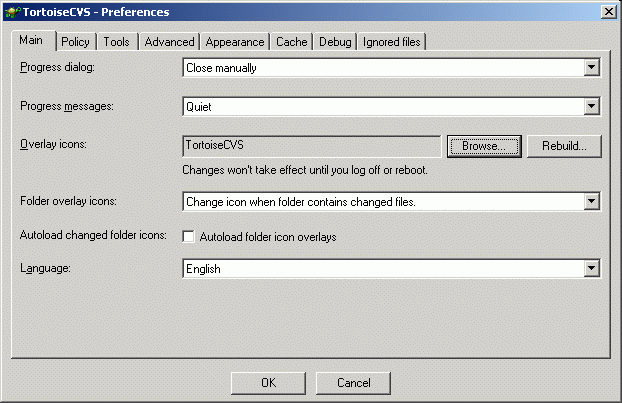 TortoiseCVS - Preferences
Main Policy Tools Advanced Appearance Cache Debug Ignored files
Progress dialog: Close manually
Progress messages: Quiet
Overlay icons: TortoiseCVS Browse... Rebuild...
Changes won't take effect until you log off or reboot.
Folder overlay icons: Change icon when folder contains changed files.
Autoload changed folder icons: Autoload folder icon overlays
Language: English
OK Cancel